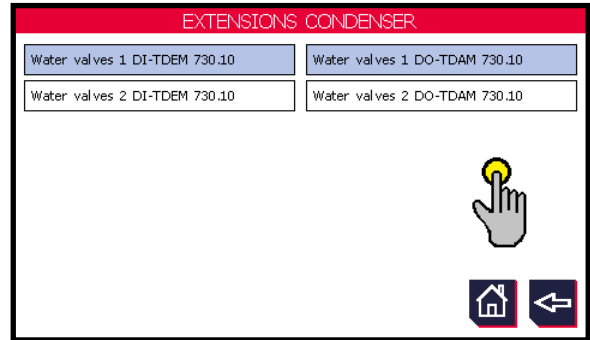 EXTENSIONS CONDENSER
Water valves 1 DI-TDEM 730.10
Water valves 1 DO-TDAM 730.10
Water valves 2 DI-TDEM 730.10
Water valves 2 DO-TDAM 730.10